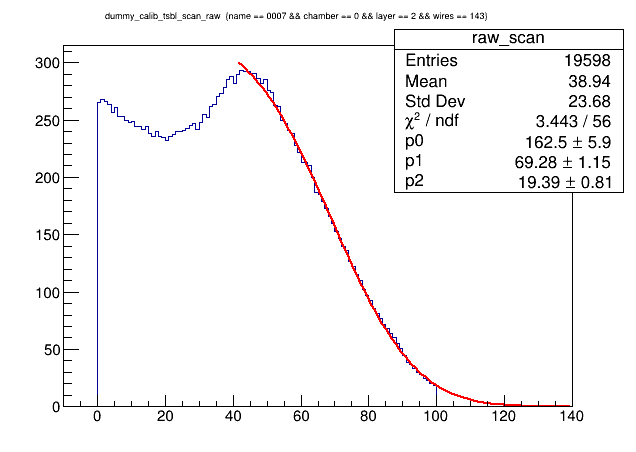 dummy_calib_tsbl_scan_raw (name == 0007 && chamber == 0 && layer == 2 && wires == 143)
raw_scan
Entries 19598
Mean 38.94
Std Dev 23.68
χ² / ndf 3.443 / 56
p0 162.5 ± 5.9
p1 69.28 ± 1.15
p2 19.39 ± 0.81
300
250
200
150
100
50
0
0 20 40 60 80 100 120 140